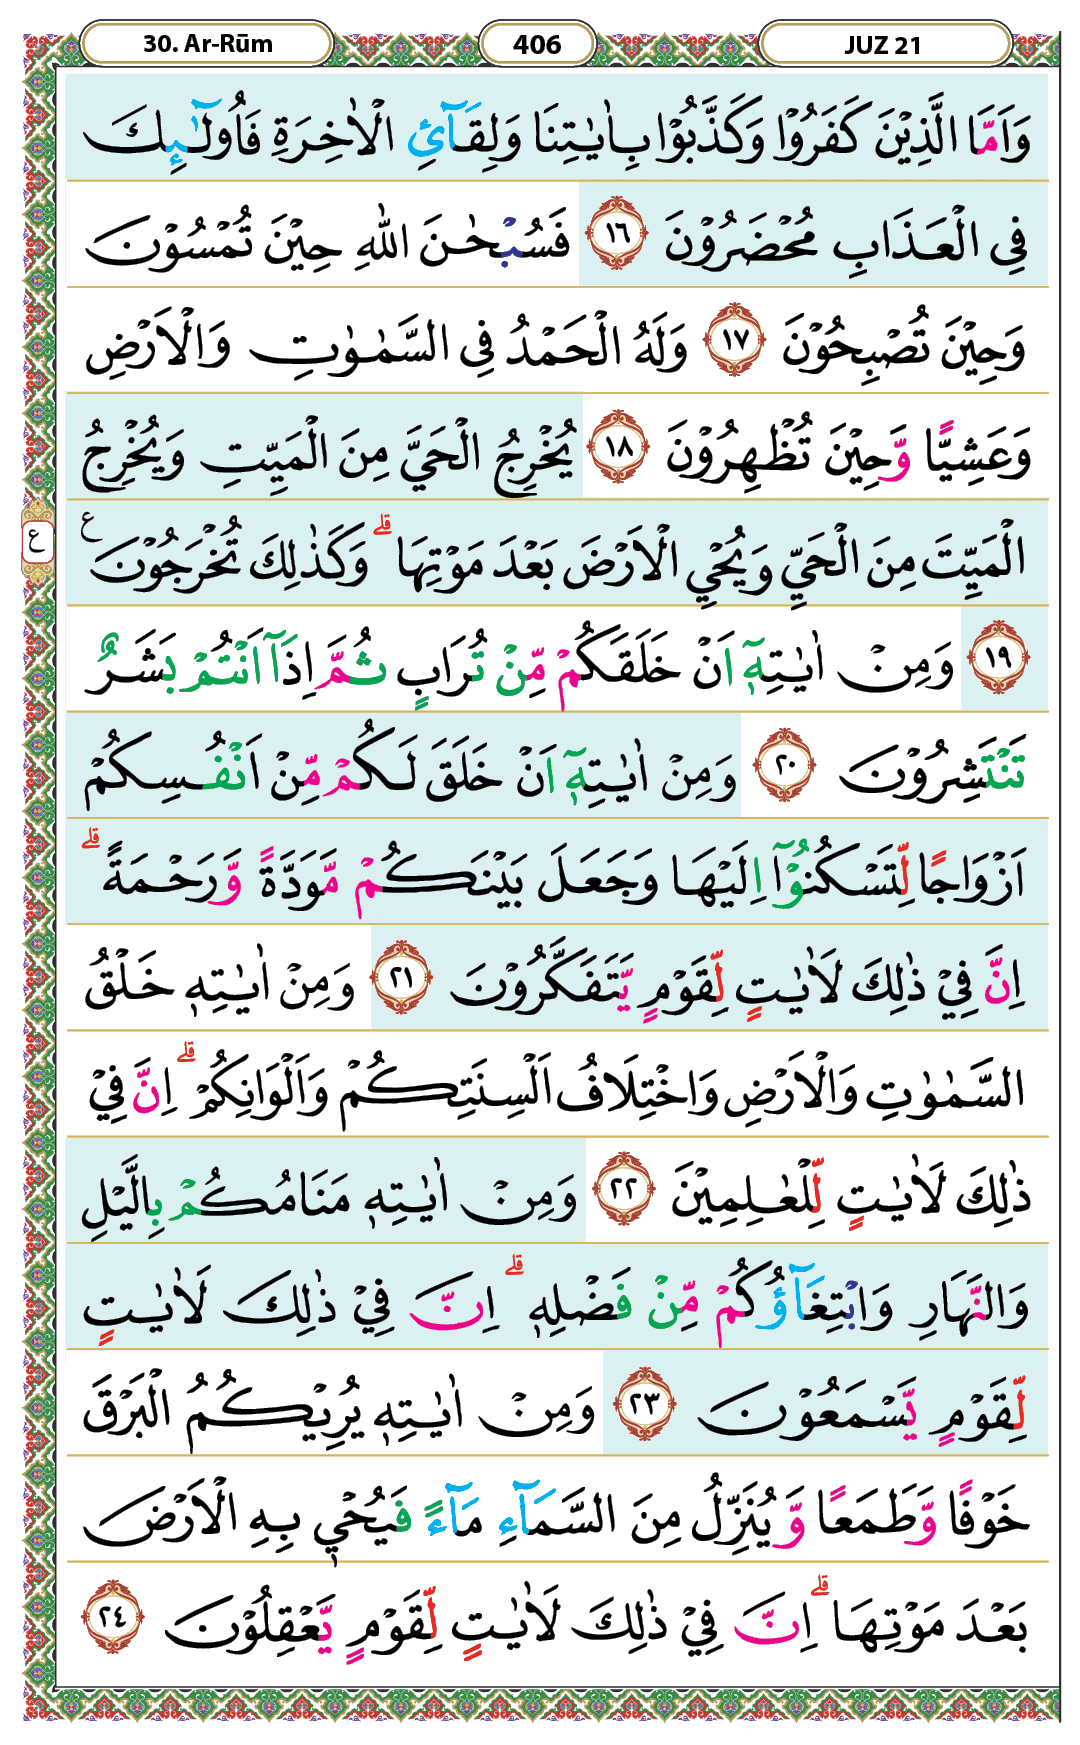 30. Ar-Rūm 406 JUZ 21
وَاَمَّا الَّذِيْنَ كَفَرُوْا وَكَذَّبُوْا بِاٰيٰتِنَا وَلِقَآئِ الْاٰخِرَةِ فَاُولٰٓئِكَ
فِى الْعَذَابِ مُحْضَرُوْنَ ١٦ فَسُبْحٰنَ اللّٰهِ حِيْنَ تُمْسُوْنَ
وَحِيْنَ تُصْبِحُوْنَ ١٧ وَلَهُ الْحَمْدُ فِى السَّمٰوٰتِ وَالْاَرْضِ
وَعَشِيًّا وَّحِيْنَ تُظْهِرُوْنَ ١٨ يُخْرِجُ الْحَيَّ مِنَ الْمَيِّتِ وَيُخْرِجُ
الْمَيِّتَ مِنَ الْحَيِّ وَيُحْيِ الْاَرْضَ بَعْدَ مَوْتِهَا ۗ وَكَذٰلِكَ تُخْرَجُوْنَ ع
ع
١٩ وَمِنْ اٰيٰتِهٖٓ اَنْ خَلَقَكُمْ مِّنْ تُرَابٍ ثُمَّ اِذَآ اَنْتُمْ بَشَرٌ
تَنْتَشِرُوْنَ ٢٠ وَمِنْ اٰيٰتِهٖٓ اَنْ خَلَقَ لَكُمْ مِّنْ اَنْفُسِكُمْ
اَزْوَاجًا لِّتَسْكُنُوْٓا اِلَيْهَا وَجَعَلَ بَيْنَكُمْ مَّوَدَّةً وَّرَحْمَةً ۗ
اِنَّ فِيْ ذٰلِكَ لَاٰيٰتٍ لِّقَوْمٍ يَّتَفَكَّرُوْنَ ٢١ وَمِنْ اٰيٰتِهٖ خَلْقُ
السَّمٰوٰتِ وَالْاَرْضِ وَاخْتِلَافُ اَلْسِنَتِكُمْ وَاَلْوَانِكُمْ ۗ اِنَّ فِيْ
ذٰلِكَ لَاٰيٰتٍ لِّلْعٰلِمِيْنَ ٢٢ وَمِنْ اٰيٰتِهٖ مَنَامُكُمْ بِالَّيْلِ
وَالنَّهَارِ وَابْتِغَآؤُكُمْ مِّنْ فَضْلِهٖ ۗ اِنَّ فِيْ ذٰلِكَ لَاٰيٰتٍ
لِّقَوْمٍ يَّسْمَعُوْنَ ٢٣ وَمِنْ اٰيٰتِهٖ يُرِيْكُمُ الْبَرْقَ
خَوْفًا وَّطَمَعًا وَّيُنَزِّلُ مِنَ السَّمَآءِ مَآءً فَيُحْيٖ بِهِ الْاَرْضَ
بَعْدَ مَوْتِهَا ۗ اِنَّ فِيْ ذٰلِكَ لَاٰيٰتٍ لِّقَوْمٍ يَّعْقِلُوْنَ ٢٤